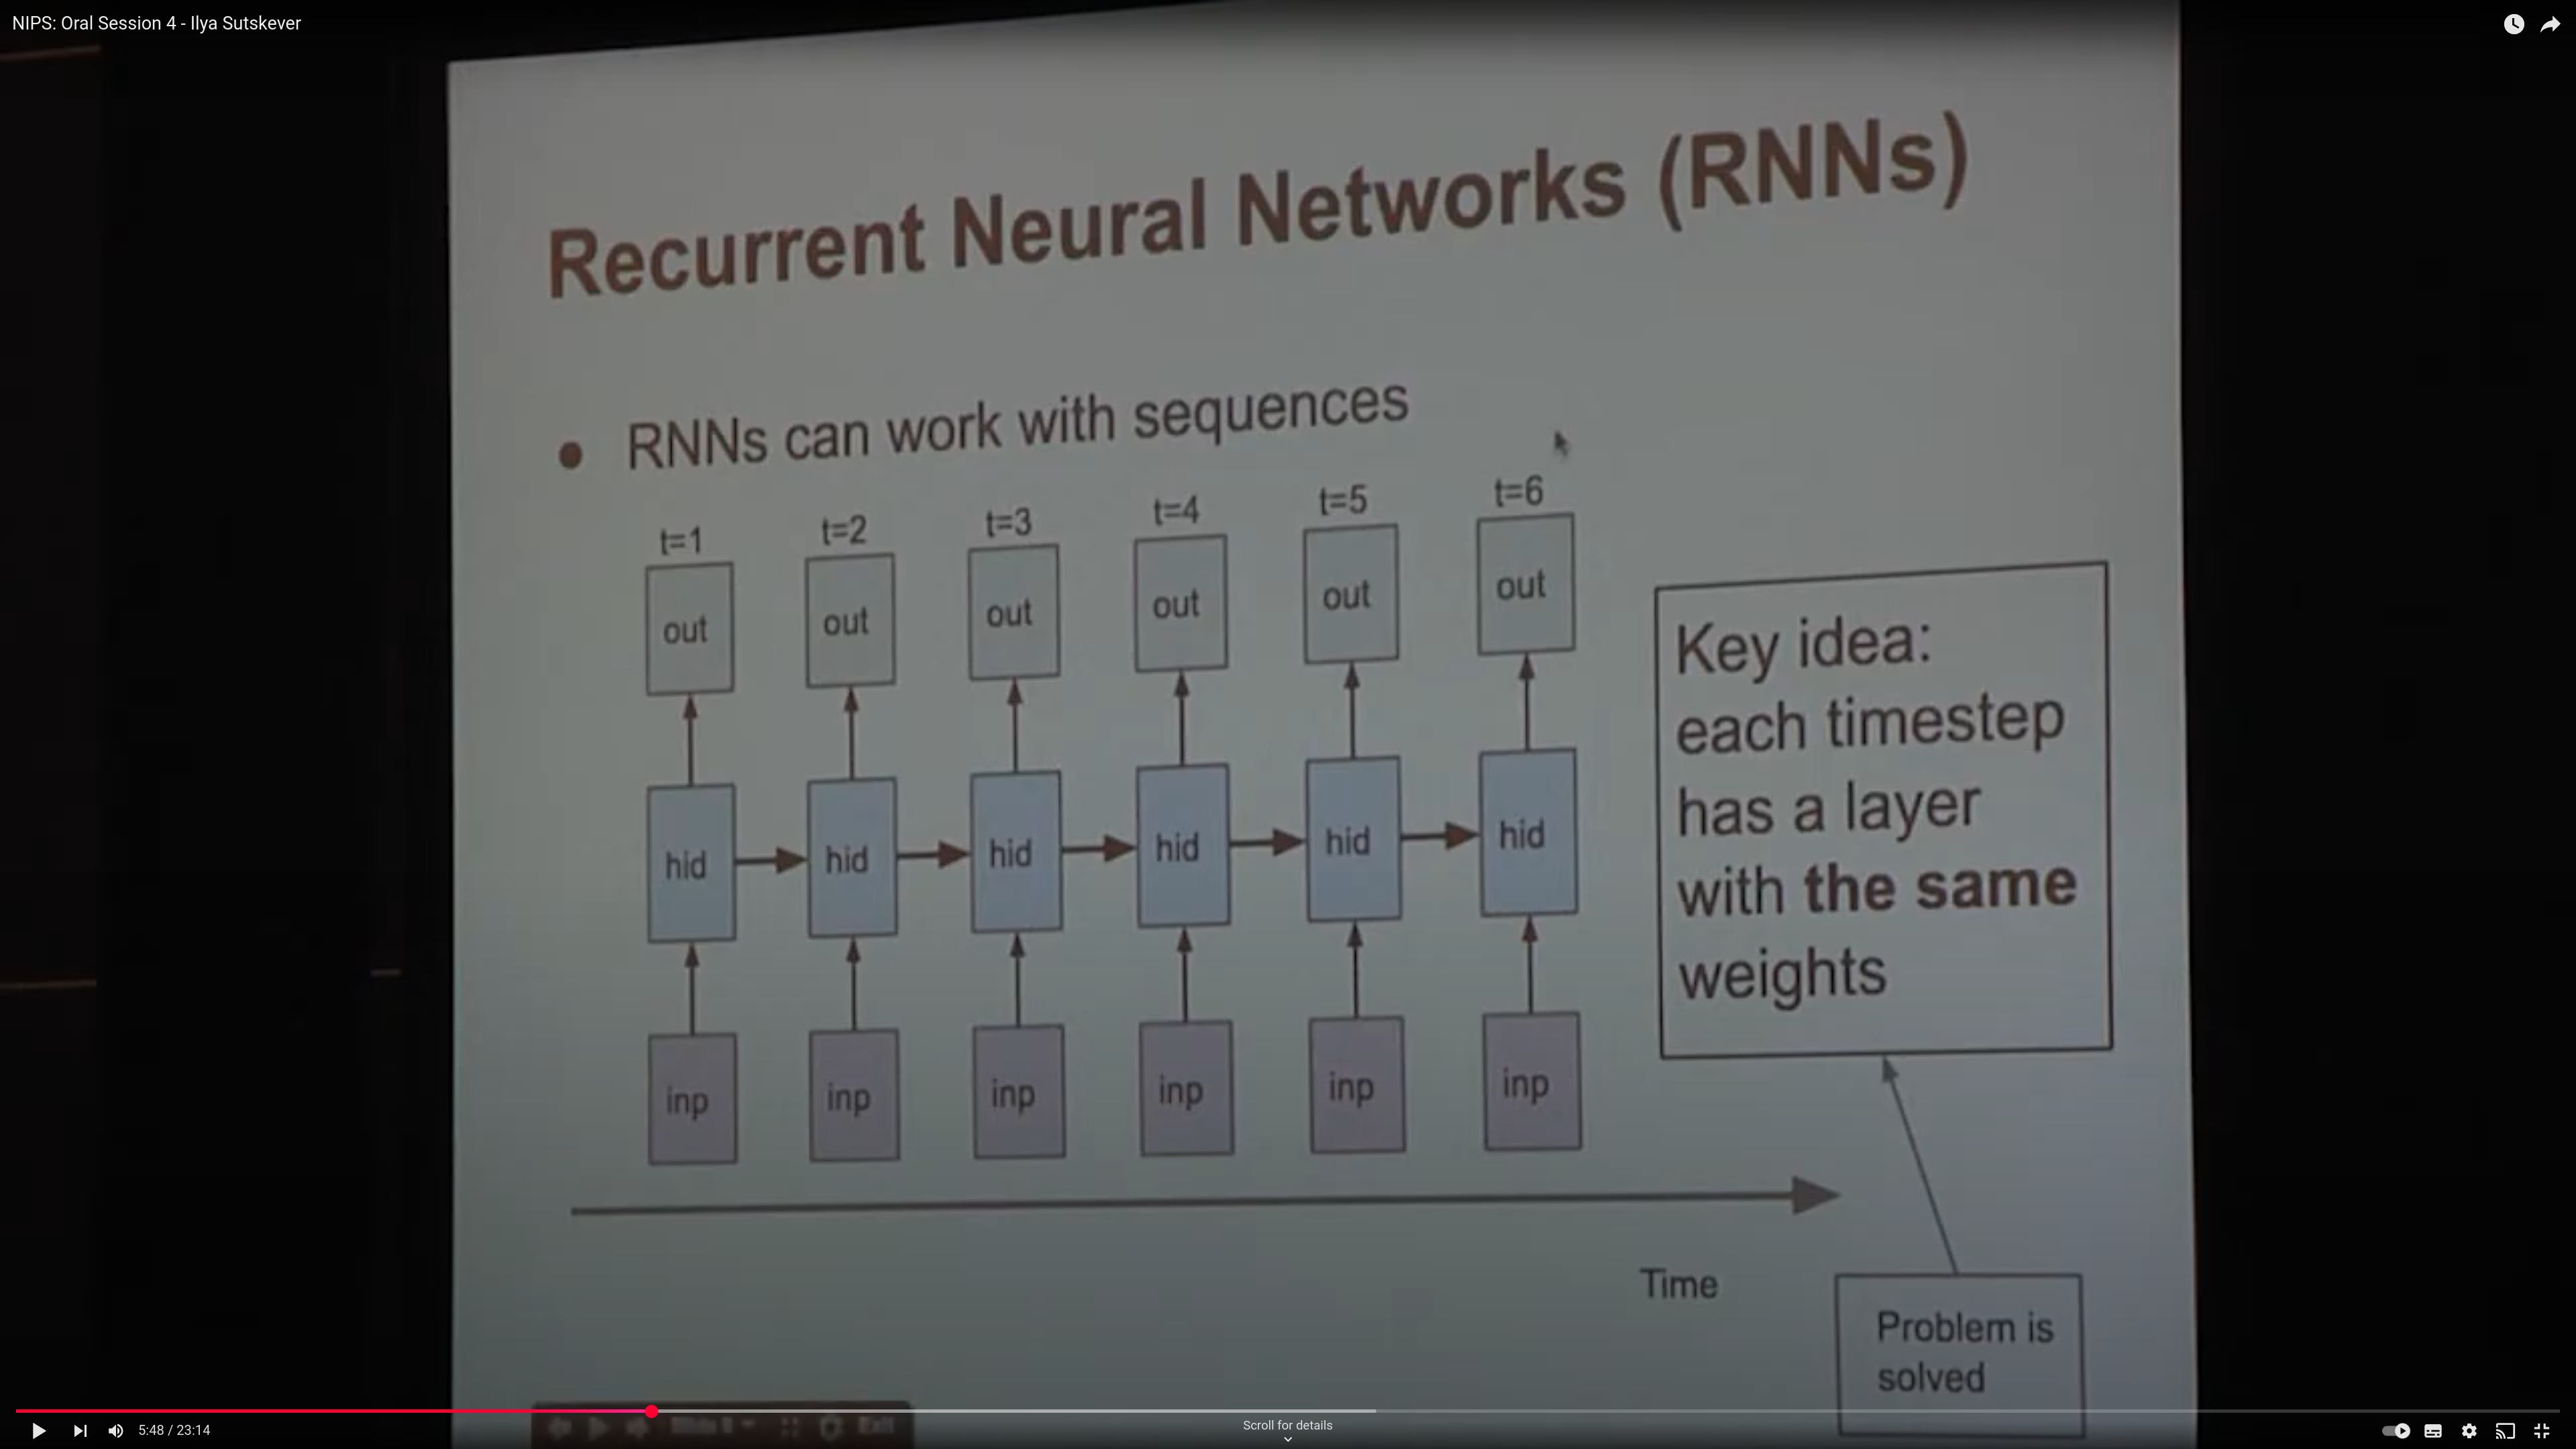 NIPS: Oral Session 4 - Ilya Sutskever
Recurrent Neural Networks (RNNs)
● RNNs can work with sequences
t=1 t=2 t=3 t=4 t=5 t=6
out out out out out out
hid hid hid hid hid hid
inp inp inp inp inp inp
Key idea:
each timestep
has a layer
with the same
weights
Time
Problem is
solved
Slide 8 Exit
5:48 / 23:14
Scroll for details